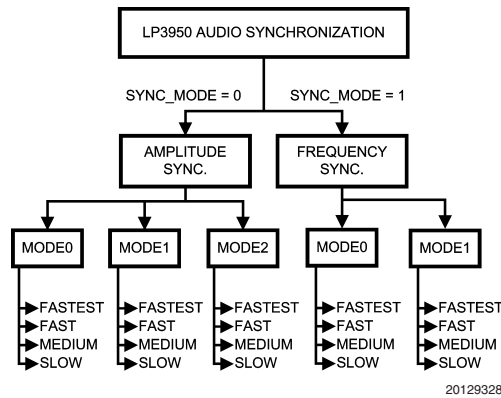 LP3950 AUDIO SYNCHRONIZATION
SYNC_MODE = 0 SYNC_MODE = 1
AMPLITUDE SYNC.
FREQUENCY SYNC.
MODE0 MODE1 MODE2 MODE0 MODE1
FASTEST FASTEST FASTEST FASTEST FASTEST
FAST FAST FAST FAST FAST
MEDIUM MEDIUM MEDIUM MEDIUM MEDIUM
SLOW SLOW SLOW SLOW SLOW
20129328